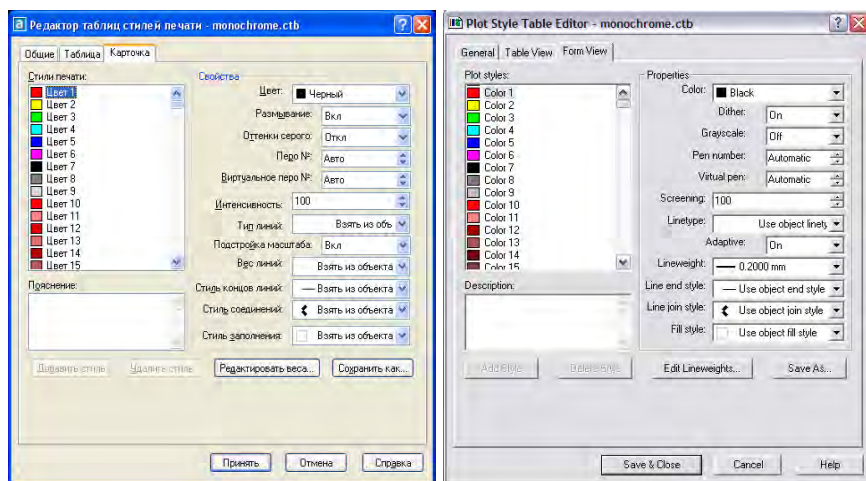 Редактор таблиц стилей печати - monochrome.ctb
Общие
Таблица
Карточка
Стили печати:
Цвет 1
Цвет 2
Цвет 3
Цвет 4
Цвет 5
Цвет 6
Цвет 7
Цвет 8
Цвет 9
Цвет 10
Цвет 11
Цвет 12
Цвет 13
Цвет 14
Цвет 15
Пояснение:
Свойства
Цвет: Черный
Размывание: Вкл
Оттенки серого: Откл
Перо №: Авто
Виртуальное перо №: Авто
Интенсивность: 100
Тип линий: Взять из объ
Подстройка масштаба: Вкл
Вес линий: Взять из объекта
Стиль концов линий: Взять из объекта
Стиль соединений: Взять из объекта
Стиль заполнения: Взять из объекта
Добавить стиль
Удалить стиль
Редактировать веса...
Сохранить как...
Принять
Отмена
Справка
Plot Style Table Editor - monochrome.ctb
General
Table View
Form View
Plot styles:
Color 1
Color 2
Color 3
Color 4
Color 5
Color 6
Color 7
Color 8
Color 9
Color 10
Color 11
Color 12
Color 13
Color 14
Color 15
Description:
Properties
Color: Black
Dither: On
Grayscale: Off
Pen number: Automatic
Virtual pen: Automatic
Screening: 100
Linetype: Use object linety
Adaptive: On
Lineweight: 0.2000 mm
Line end style: Use object end style
Line join style: Use object join style
Fill style: Use object fill style
Add Style
Delete Style
Edit Lineweights...
Save As...
Save & Close
Cancel
Help